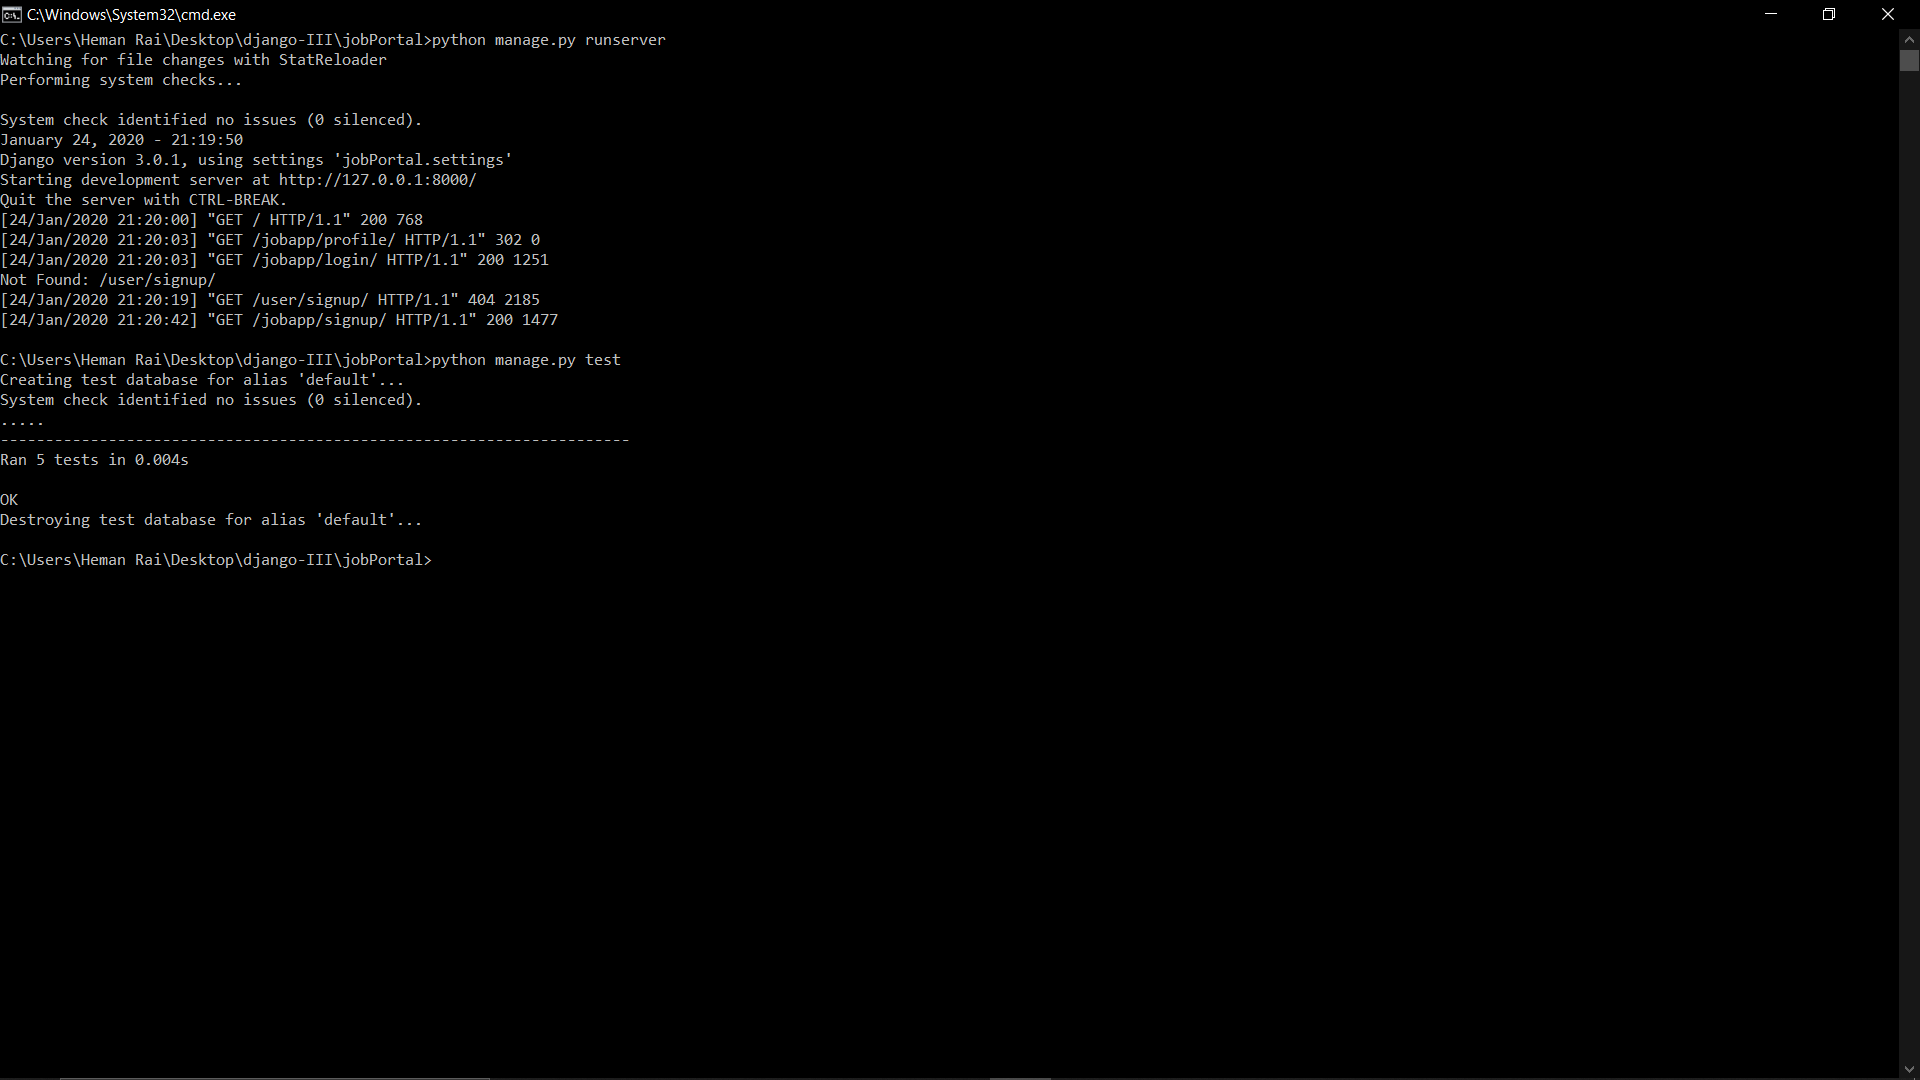 C:\Windows\System32\cmd.exe
C:\Users\Heman Rai\Desktop\django-III\jobPortal>python manage.py runserver
Watching for file changes with StatReloader
Performing system checks...
System check identified no issues (0 silenced).
January 24, 2020 - 21:19:50
Django version 3.0.1, using settings 'jobPortal.settings'
Starting development server at http://127.0.0.1:8000/
Quit the server with CTRL-BREAK.
[24/Jan/2020 21:20:00] "GET / HTTP/1.1" 200 768
[24/Jan/2020 21:20:03] "GET /jobapp/profile/ HTTP/1.1" 302 0
[24/Jan/2020 21:20:03] "GET /jobapp/login/ HTTP/1.1" 200 1251
Not Found: /user/signup/
[24/Jan/2020 21:20:19] "GET /user/signup/ HTTP/1.1" 404 2185
[24/Jan/2020 21:20:42] "GET /jobapp/signup/ HTTP/1.1" 200 1477
C:\Users\Heman Rai\Desktop\django-III\jobPortal>python manage.py test
Creating test database for alias 'default'...
System check identified no issues (0 silenced).
.....
----------------------------------------------------------------------
Ran 5 tests in 0.004s
OK
Destroying test database for alias 'default'...
C:\Users\Heman Rai\Desktop\django-III\jobPortal>